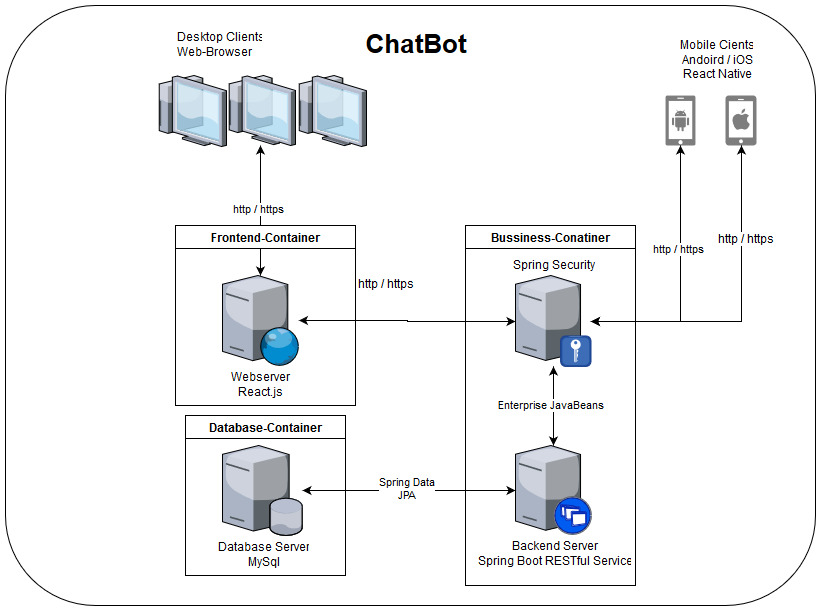 ChatBot
Desktop Clients
Web-Browser
Mobile Cients
Andoird / iOS
React Native
http / https
http / https
http / https
Frontend-Container
Bussiness-Conatiner
Spring Security
http / https
Webserver
React.js
Enterprise JavaBeans
Database-Container
Spring Data
JPA
Database Server
MySql
Backend Server
Spring Boot RESTful Service